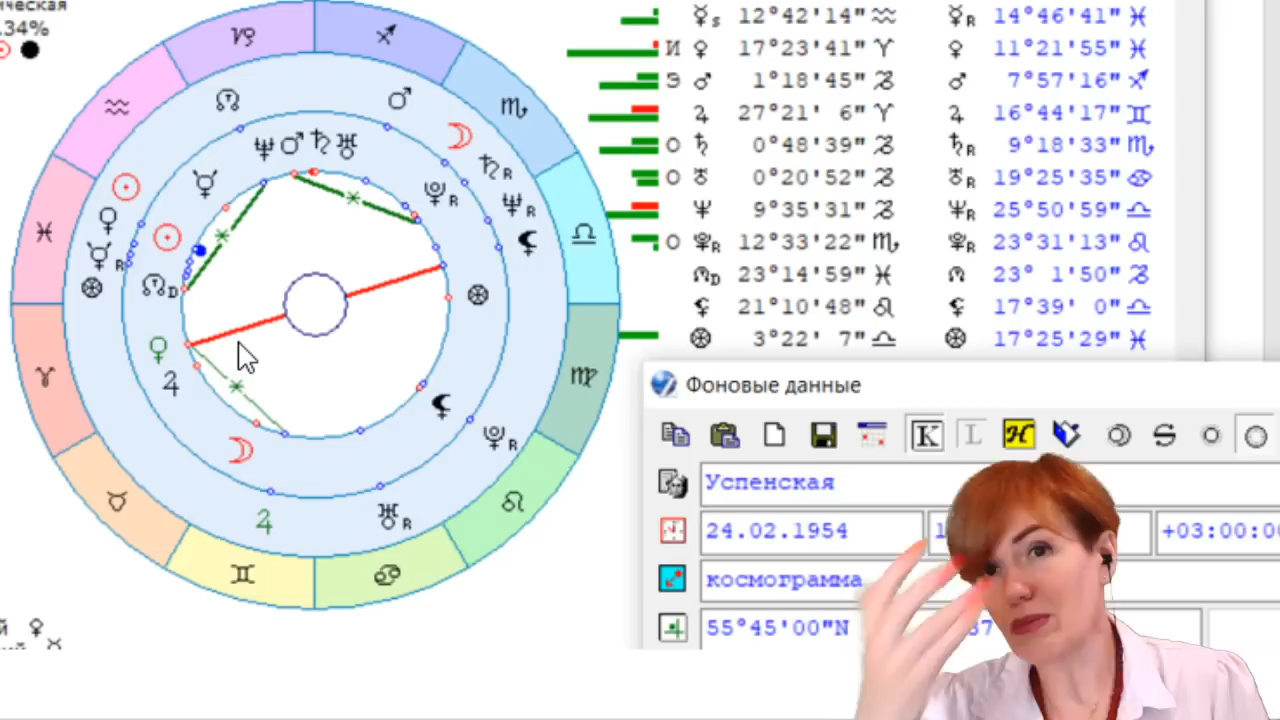 ическая
.34%
☿s 12°42'14" ♒ ☿R 14°46'41" ♓
И ♀ 17°23'41" ♈ ♀ 11°21'55" ♓
Э ♂ 1°18'45" ♑ ♂ 7°57'16" ♐
♃ 27°21' 6" ♈ ♃ 16°44'17" ♊
О ♄ 0°48'39" ♑ ♄R 9°18'33" ♏
О ♅ 0°20'52" ♑ ♅R 19°25'35" ♋
♆ 9°35'31" ♑ ♆R 25°50'59" ♎
О ♇R 12°33'22" ♏ ♇R 23°31'13" ♌
☊D 23°14'59" ♓ ☊ 23° 1'50" ♑
⚸ 21°10'48" ♌ ⚸ 17°39' 0" ♎
⊗ 3°22' 7" ♎ ⊗ 17°25'29" ♓
Фоновые данные
K L H
Успенская
24.02.1954 1 +03:00:00
космограмма
55°45'00"N 37
й ♀